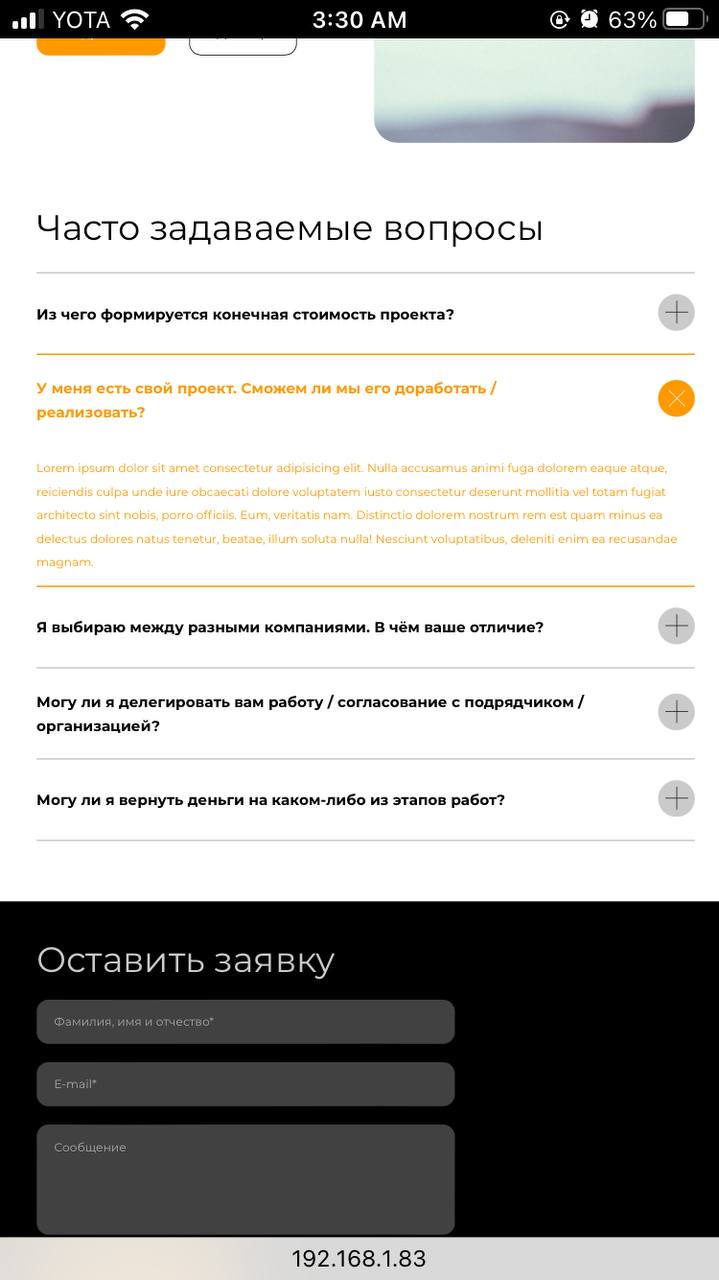 YOTA 3:30 AM 63%
Часто задаваемые вопросы
Из чего формируется конечная стоимость проекта?
У меня есть свой проект. Сможем ли мы его доработать /
реализовать?
Lorem ipsum dolor sit amet consectetur adipisicing elit. Nulla accusamus animi fuga dolorem eaque atque,
reiciendis culpa unde iure obcaecati dolore voluptatem iusto consectetur deserunt mollitia vel totam fugiat
architecto sint nobis, porro officiis. Eum, veritatis nam. Distinctio dolorem nostrum rem est quam minus ea
delectus dolores natus tenetur, beatae, illum soluta nulla! Nesciunt voluptatibus, deleniti enim ea recusandae
magnam.
Я выбираю между разными компаниями. В чём ваше отличие?
Могу ли я делегировать вам работу / согласование с подрядчиком /
организацией?
Могу ли я вернуть деньги на каком-либо из этапов работ?
Оставить заявку
Фамилия, имя и отчество*
E-mail*
Сообщение
192.168.1.83